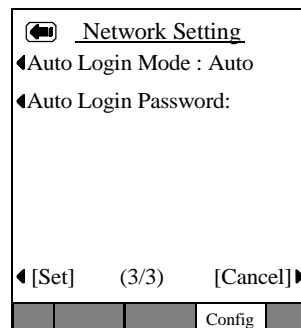 Network Setting
Auto Login Mode : Auto
Auto Login Password:
[Set] (3/3) [Cancel]
Config